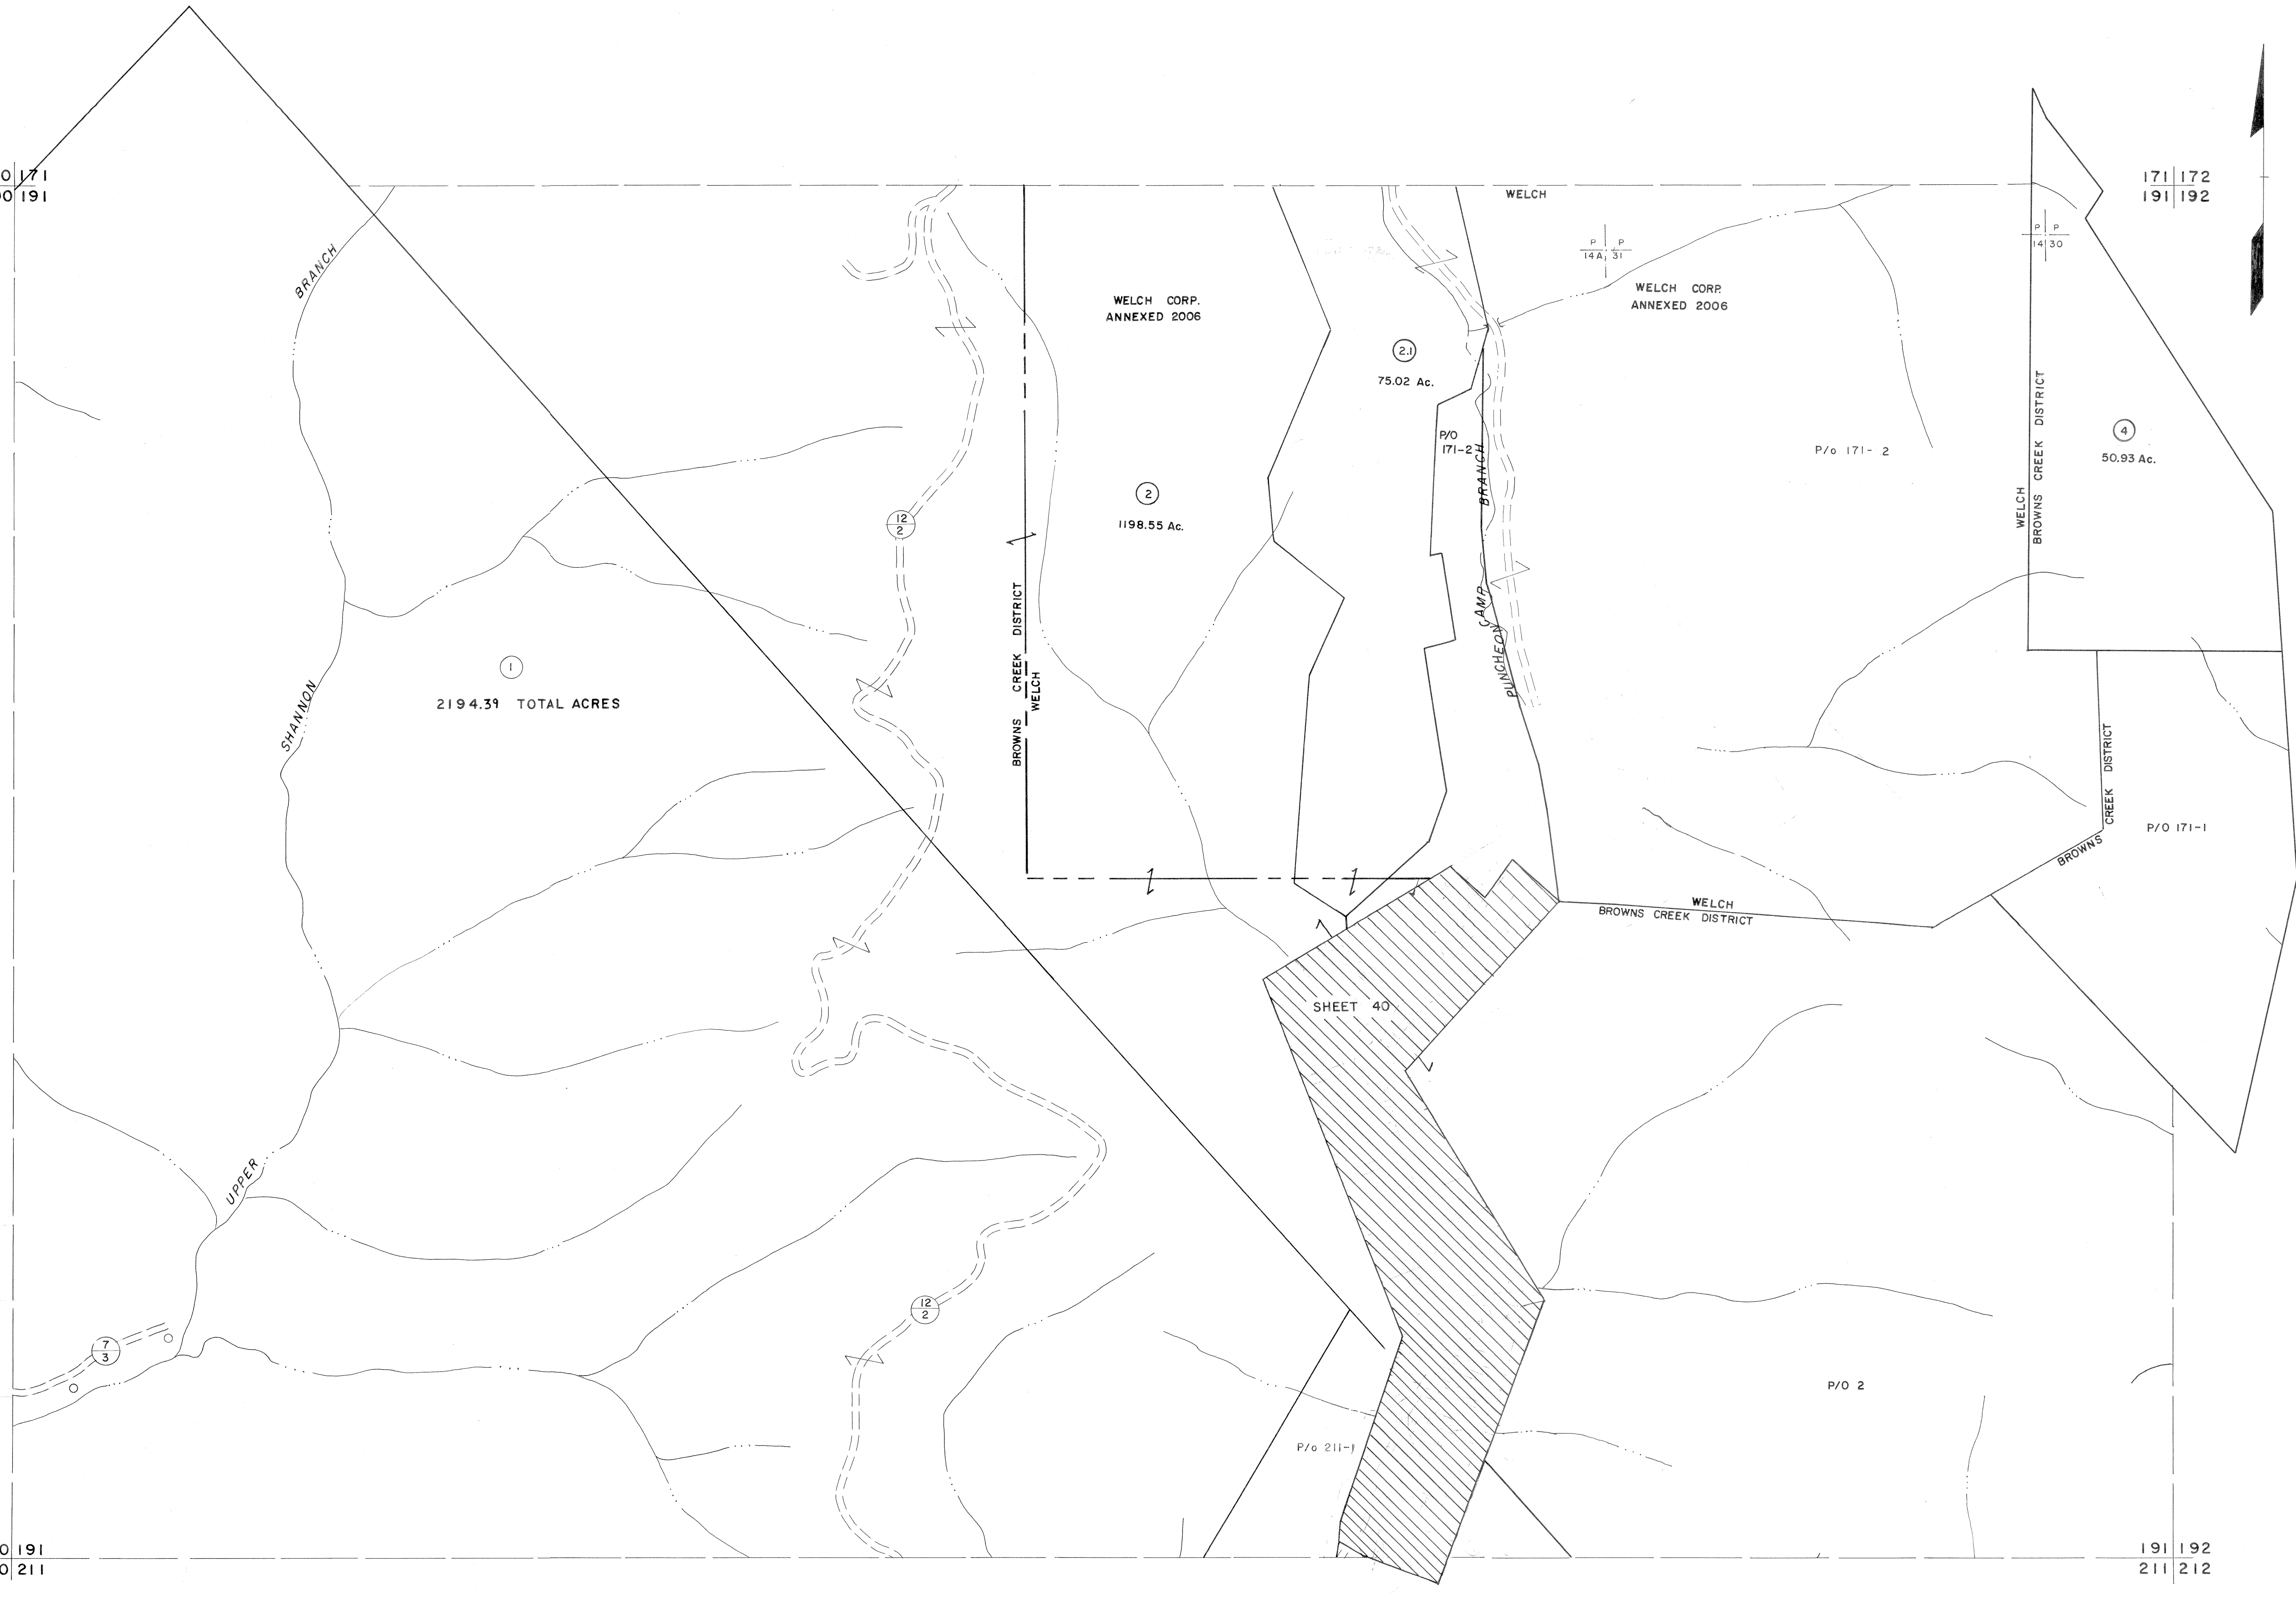 0 171
00 191
171 172
191 192
WELCH
P P
14A 31
P P
14 30
BRANCH
WELCH CORP.
ANNEXED 2006
WELCH CORP.
ANNEXED 2006
2.1
75.02 Ac.
P/O
171-2
P/o 171- 2
4
50.93 Ac.
WELCH
BROWNS CREEK DISTRICT
2
1198.55 Ac.
12
2
BRANCH
CAMP
PUNCHEON
1
2194.39 TOTAL ACRES
SHANNON
BROWNS CREEK DISTRICT
WELCH
CREEK DISTRICT
BROWNS
P/O 171-1
WELCH
BROWNS CREEK DISTRICT
SHEET 40
UPPER
12
2
7
3
P/O 2
P/o 211-1
0 191
0 211
191 192
211 212